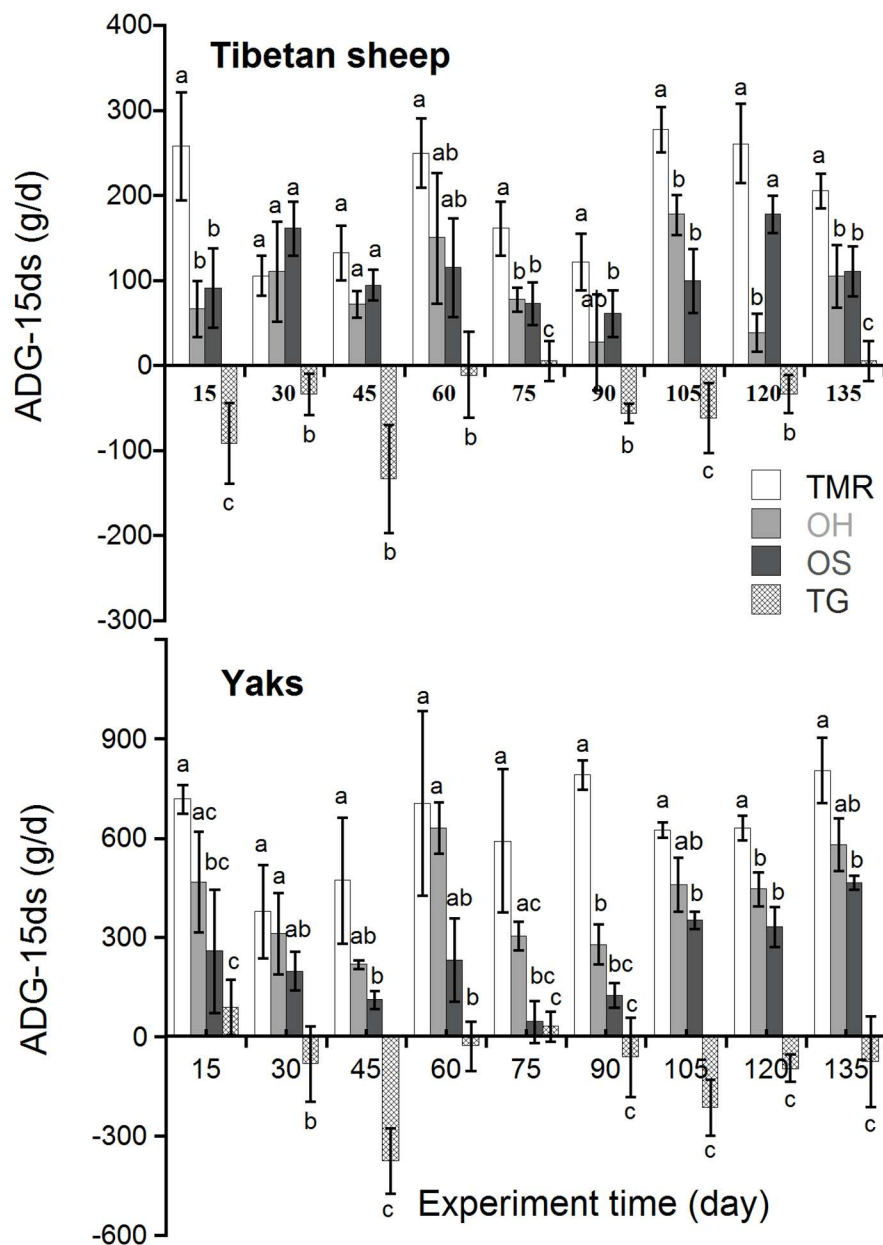 400
Tibetan sheep
a a a a
a a
300
a ab a a
b b a ab a b a
200
b a b b b b
a a b b
100
b c ab b c
0
15 30 45 60 75 90 105 120 135
ADG-15ds (g/d)
-100
b b b b
c c
-200
b
-300
TMR
OH
OS
TG
Yaks
a a
900
a a
a a a a ab
ac a ab b
600
a b
bc a b b
300
ab ab ab ac b
c b bc bc
b c c
0
15 30 45 60 75 90 105 120 135
ADG-15ds (g/d)
b c c c
-300
c
c
-600
Experiment time (day)